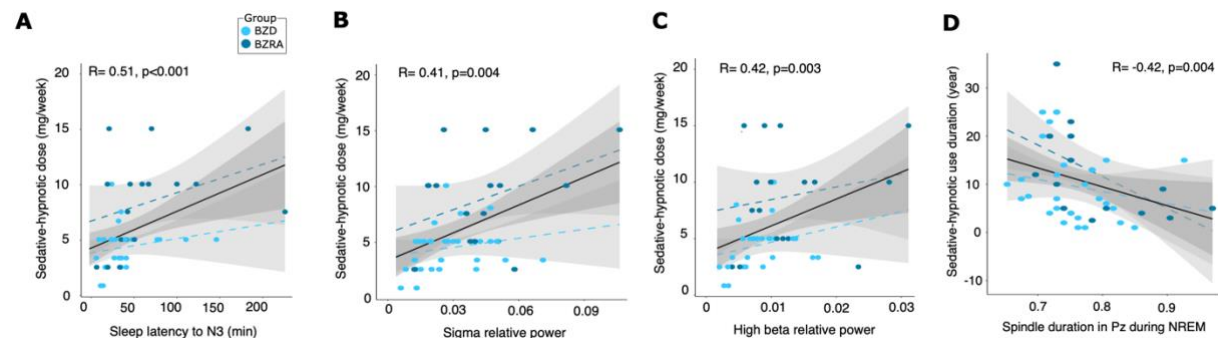 A
Group
BZD
BZRA
R= 0.51, p<0.001
Sedative-hypnotic dose (mg/week)
20
15
10
5
0
0
50
100
150
200
Sleep latency to N3 (min)
B
R= 0.41, p=0.004
Sedative-hypnotic dose (mg/week)
20
15
10
5
0
0
0.03
0.06
0.09
Sigma relative power
C
R= 0.42, p=0.003
Sedative-hypnotic dose (mg/week)
20
15
10
5
0
0
0.01
0.02
0.03
High beta relative power
D
R= -0.42, p=0.004
Sedative-hypnotic use duration (year)
30
20
10
0
-10
0.7
0.8
0.9
Spindle duration in Pz during NREM